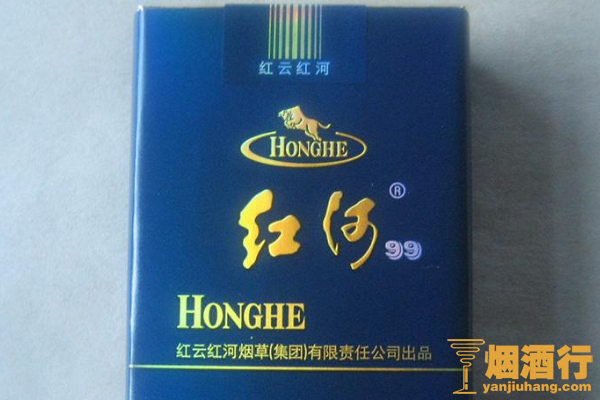 红云红河
HONGHE
红河® 99
HONGHE
红云红河烟草(集团)有限责任公司出品
烟酒行
yanjiuhang.com